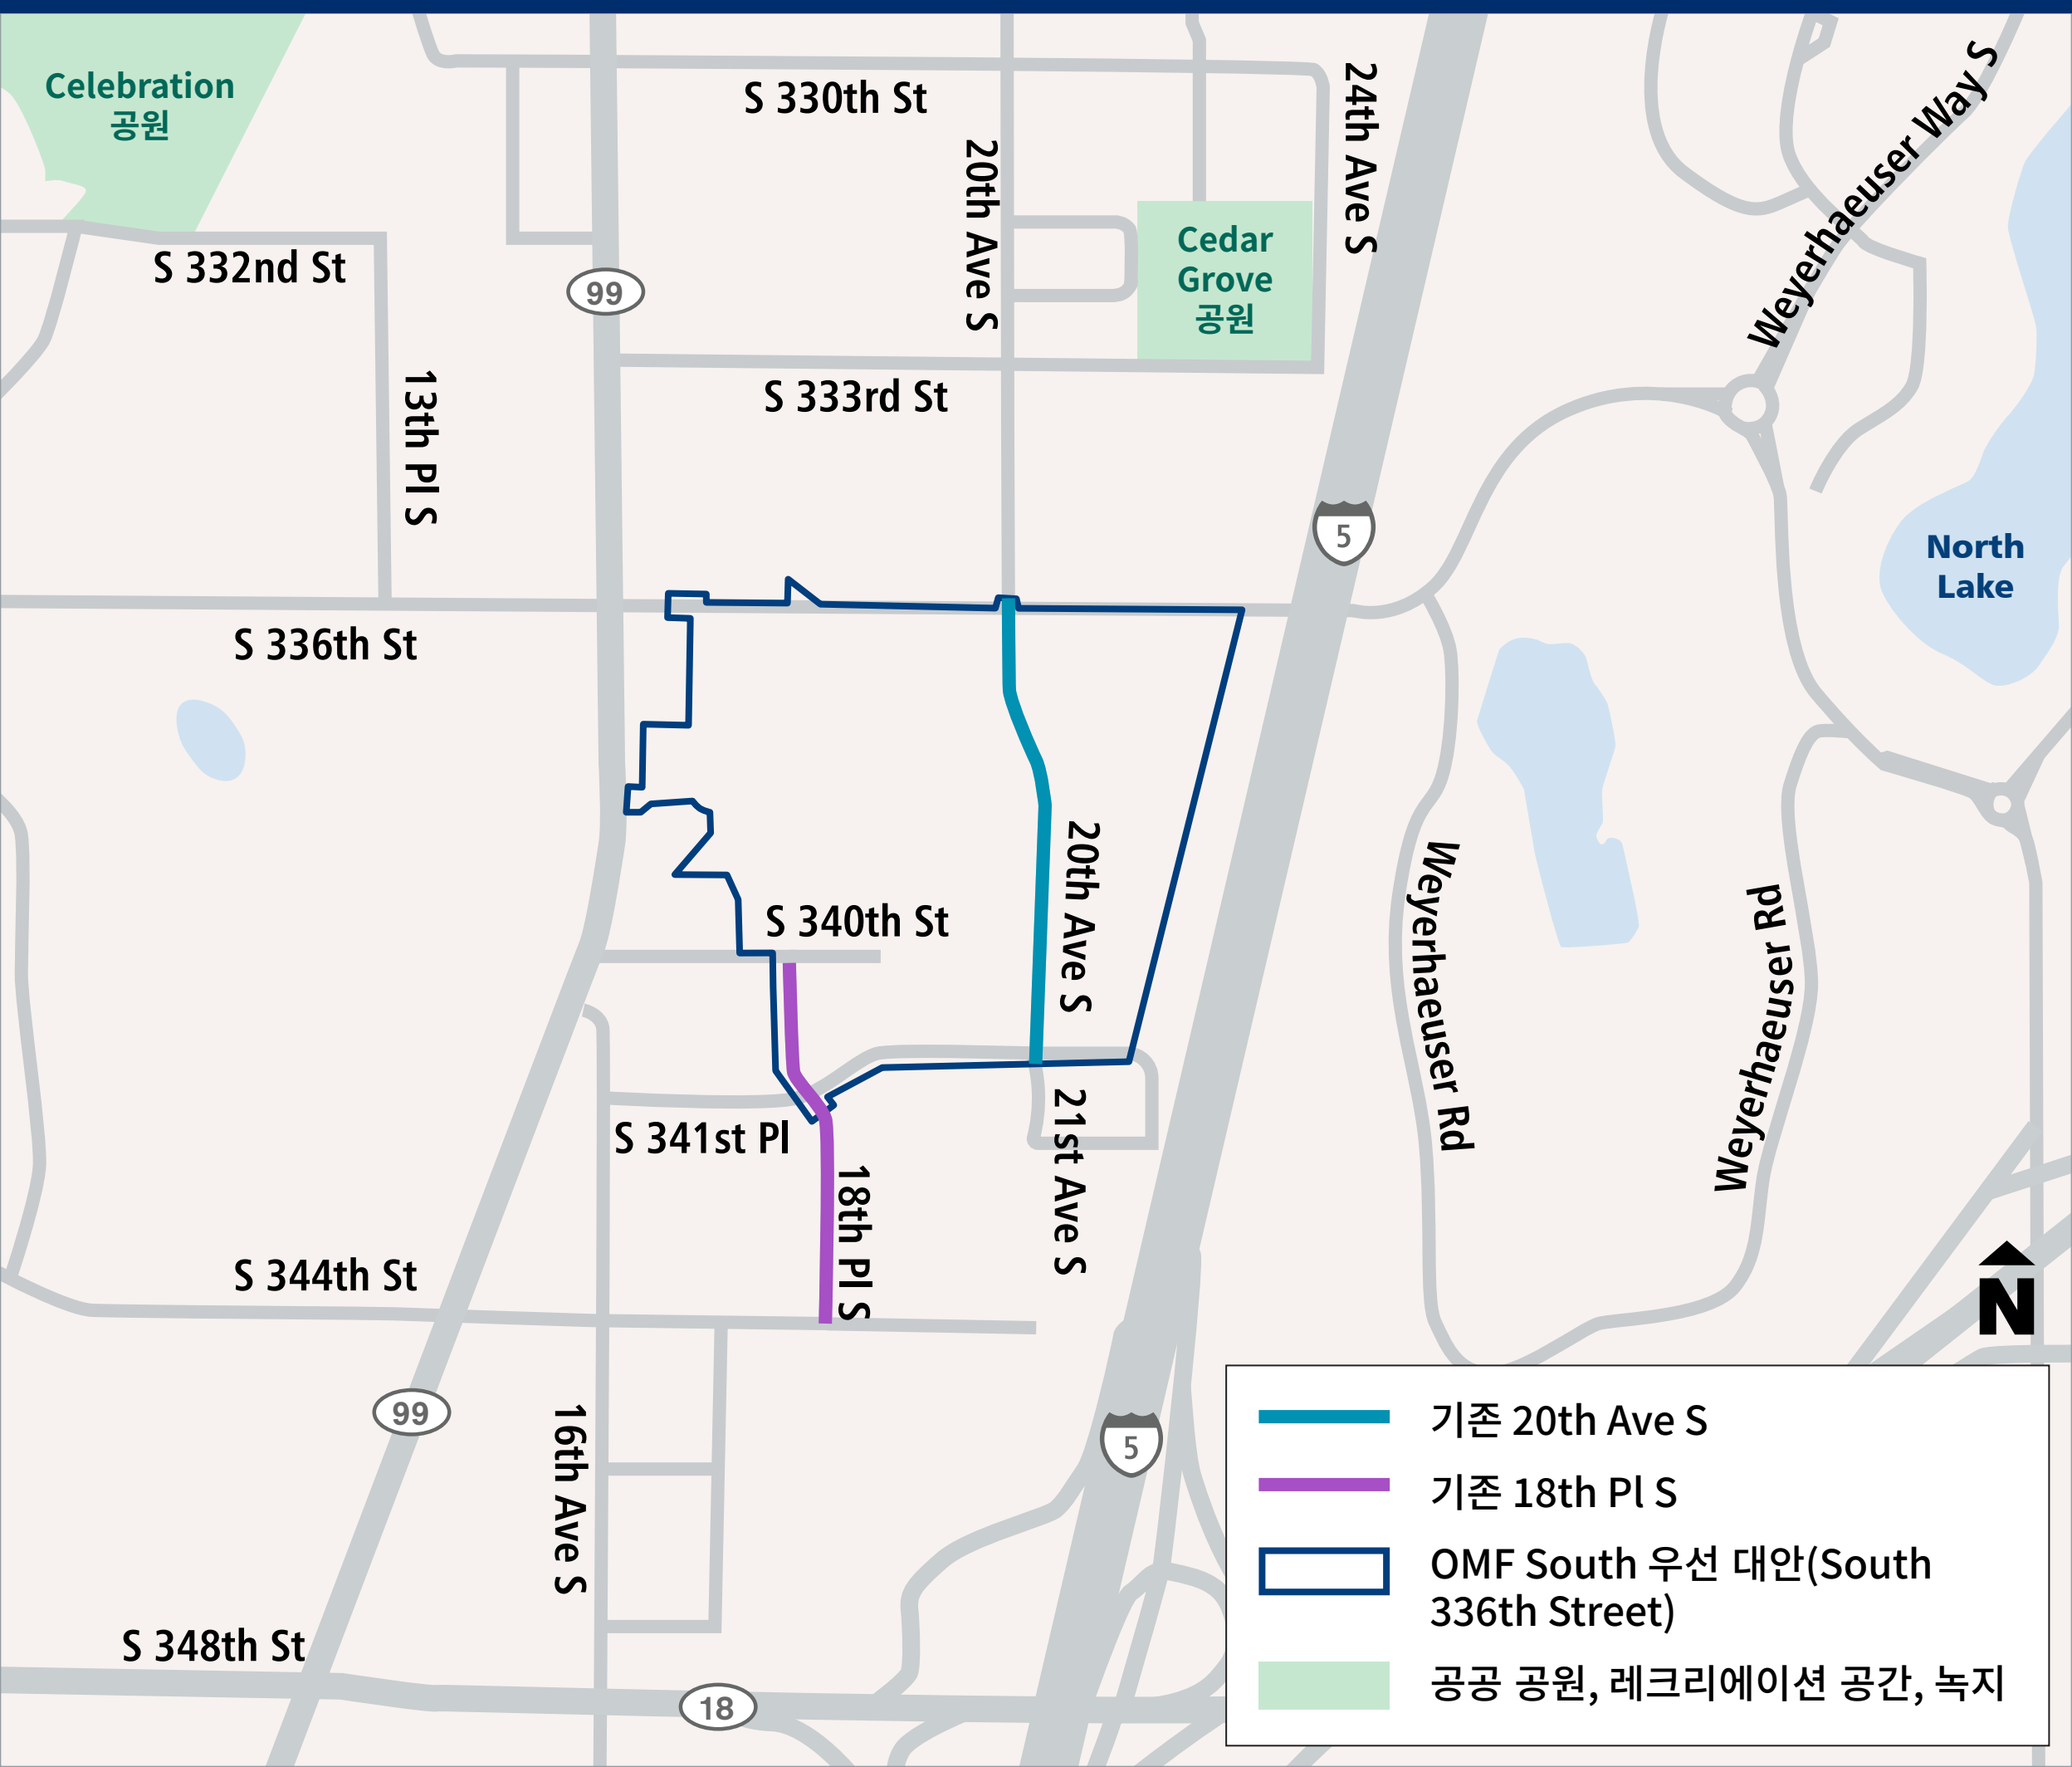 Celebration
공원
S 330th St
24th Ave S
Weyerhaeuser Way S
20th Ave S
Cedar
Grove
공원
S 332nd St
99
13th Pl S
S 333rd St
5
North
Lake
S 336th St
20th Ave S
S 340th St
Weyerhaeuser Rd
Weyerhaeuser Rd
S 341st Pl
21st Ave S
18th Pl S
S 344th St
N
99
16th Ave S
5
S 348th St
18
기존 20th Ave S
기존 18th Pl S
OMF South 우선 대안(South
336th Street)
공공 공원, 레크리에이션 공간, 녹지